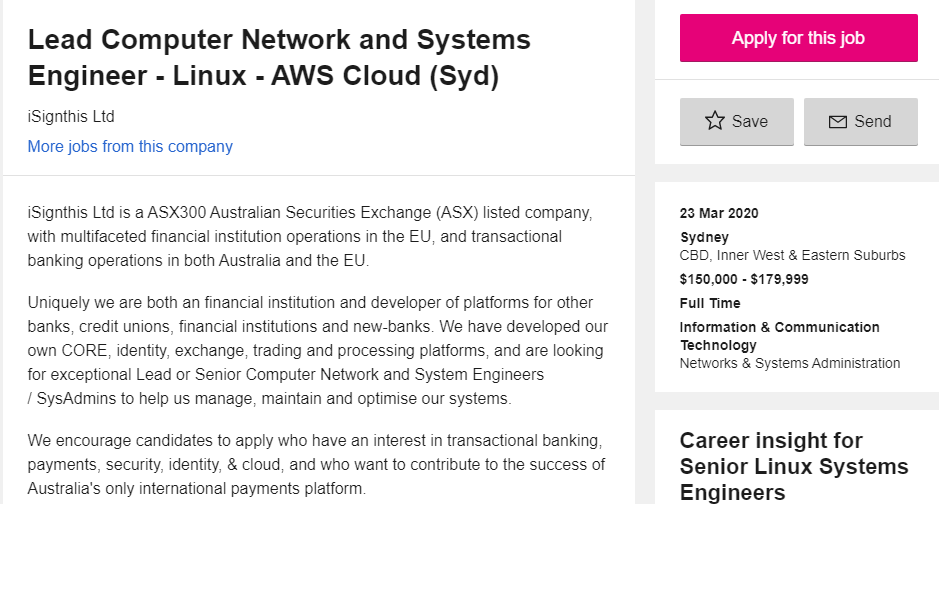 Lead Computer Network and Systems
Engineer - Linux - AWS Cloud (Syd)
iSignthis Ltd
More jobs from this company
iSignthis Ltd is a ASX300 Australian Securities Exchange (ASX) listed company,
with multifaceted financial institution operations in the EU, and transactional
banking operations in both Australia and the EU.
Uniquely we are both an financial institution and developer of platforms for other
banks, credit unions, financial institutions and new-banks. We have developed our
own CORE, identity, exchange, trading and processing platforms, and are looking
for exceptional Lead or Senior Computer Network and System Engineers
/ SysAdmins to help us manage, maintain and optimise our systems.
We encourage candidates to apply who have an interest in transactional banking,
payments, security, identity, & cloud, and who want to contribute to the success of
Australia's only international payments platform.
Apply for this job
Save
Send
23 Mar 2020
Sydney
CBD, Inner West & Eastern Suburbs
$150,000 - $179,999
Full Time
Information & Communication
Technology
Networks & Systems Administration
Career insight for
Senior Linux Systems
Engineers